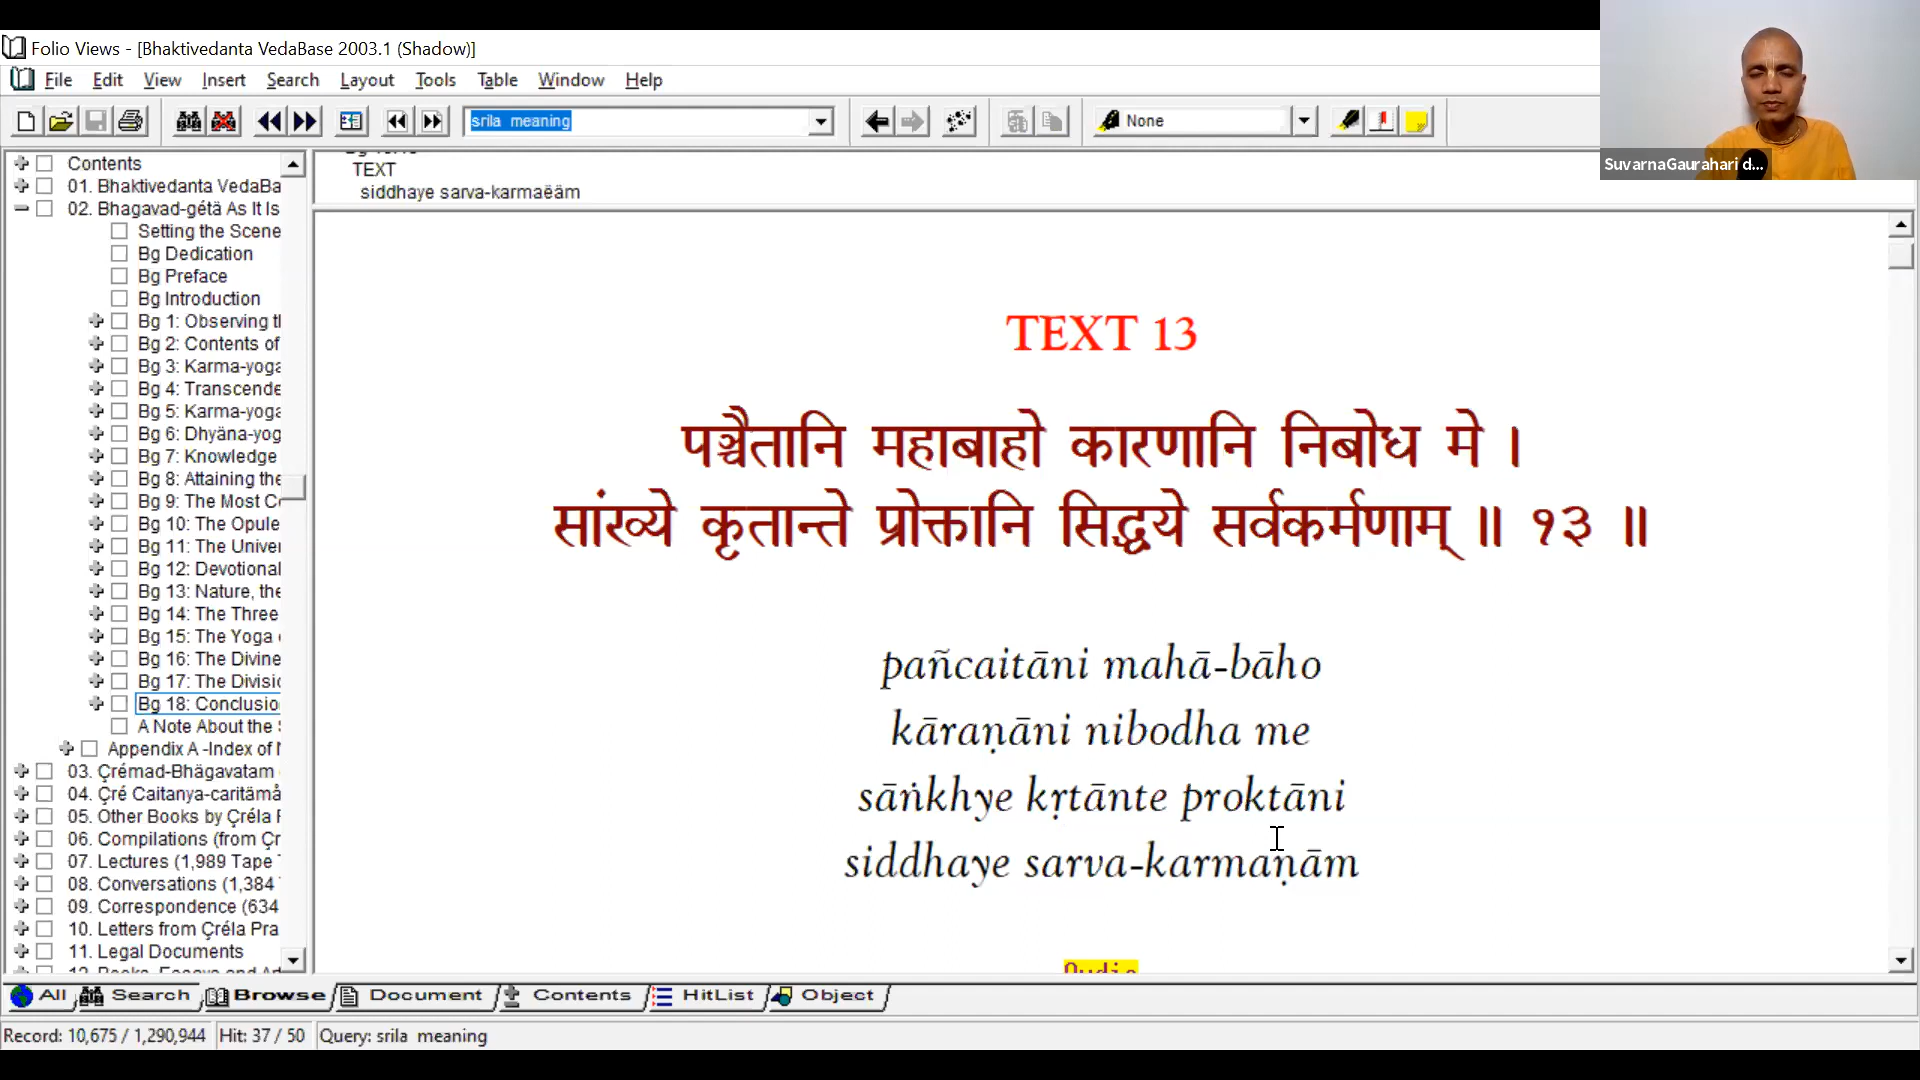 Folio Views - [Bhaktivedanta VedaBase 2003.1 (Shadow)]
File Edit View Insert Search Layout Tools Table Window Help
srila meaning
None
SuvarnaGaurahari d...
Contents
01. Bhaktivedanta VedaBa
02. Bhagavad-gétä As It Is
Setting the Scene
Bg Dedication
Bg Preface
Bg Introduction
Bg 1: Observing tl
Bg 2: Contents of
Bg 3: Karma-yoga
Bg 4: Transcende
Bg 5: Karma-yoga
Bg 6: Dhyäna-yog
Bg 7: Knowledge
Bg 8: Attaining the
Bg 9: The Most Co
Bg 10: The Opule
Bg 11: The Univer
Bg 12: Devotional
Bg 13: Nature, the
Bg 14: The Three
Bg 15: The Yoga
Bg 16: The Divine
Bg 17: The Divisio
Bg 18: Conclusio
A Note About the
Appendix A -Index of
03. Çrémad-Bhägavatam
04. Çré Caitanya-caritämå
05. Other Books by Çréla
06. Compilations (from Çr
07. Lectures (1,989 Tape
08. Conversations (1,384
09. Correspondence (634
10. Letters from Çréla Pra
11. Legal Documents
TEXT
siddhaye sarva-karmaëäm
TEXT 13
पञ्चैतानि महाबाहो कारणानि निबोध मे ।
सांख्ये कृतान्ते प्रोक्तानि सिद्धये सर्वकर्मणाम् ॥ १३ ॥
pañcaitāni mahā-bāho
kāraṇāni nibodha me
sāṅkhye kṛtānte proktāni
siddhaye sarva-karmaṇām
All Search Browse Document Contents HitList Object
Record: 10,675 / 1,290,944 Hit: 37 / 50 Query: srila meaning